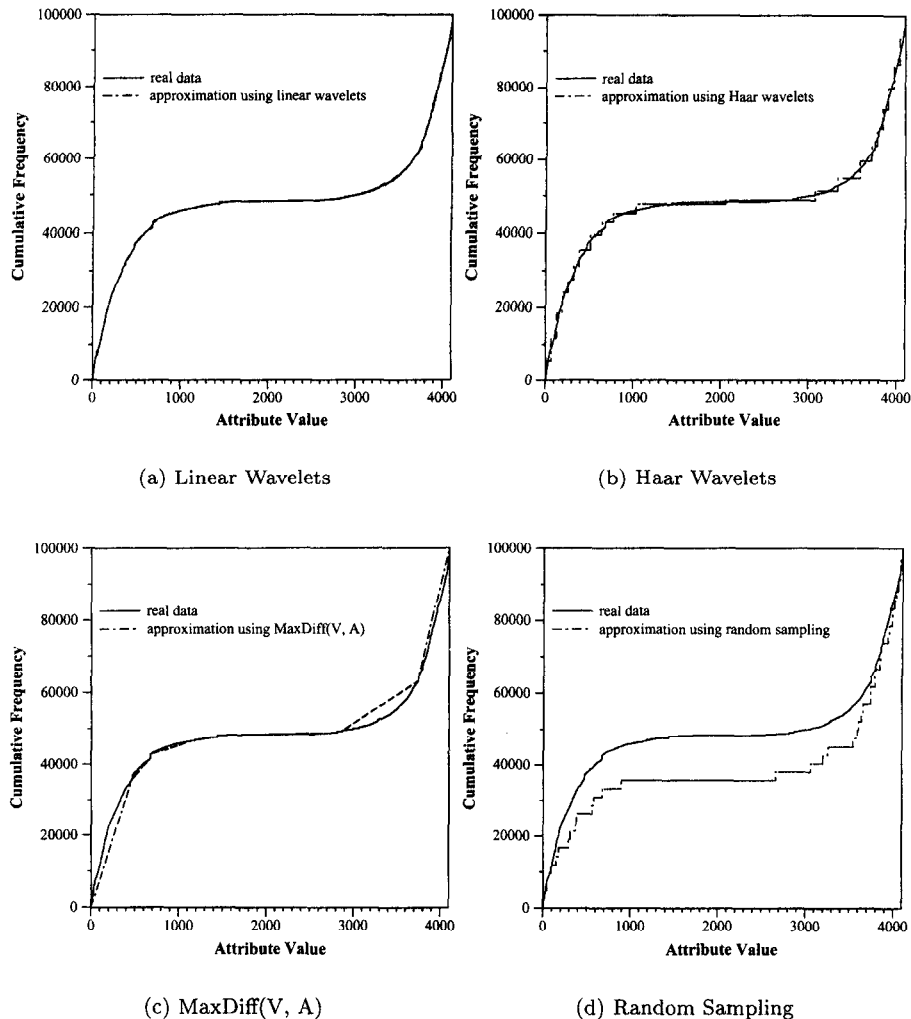 100000
80000
60000
40000
20000
0
Cumulative Frequency
real data
approximation using linear wavelets
0 1000 2000 3000 4000
Attribute Value
(a) Linear Wavelets
100000
80000
60000
40000
20000
0
Cumulative Frequency
real data
approximation using Haar wavelets
0 1000 2000 3000 4000
Attribute Value
(b) Haar Wavelets
100000
80000
60000
40000
20000
0
Cumulative Frequency
real data
approximation using MaxDiff(V, A)
0 1000 2000 3000 4000
Attribute Value
(c) MaxDiff(V, A)
100000
80000
60000
40000
20000
0
Cumulative Frequency
real data
approximation using random sampling
0 1000 2000 3000 4000
Attribute Value
(d) Random Sampling